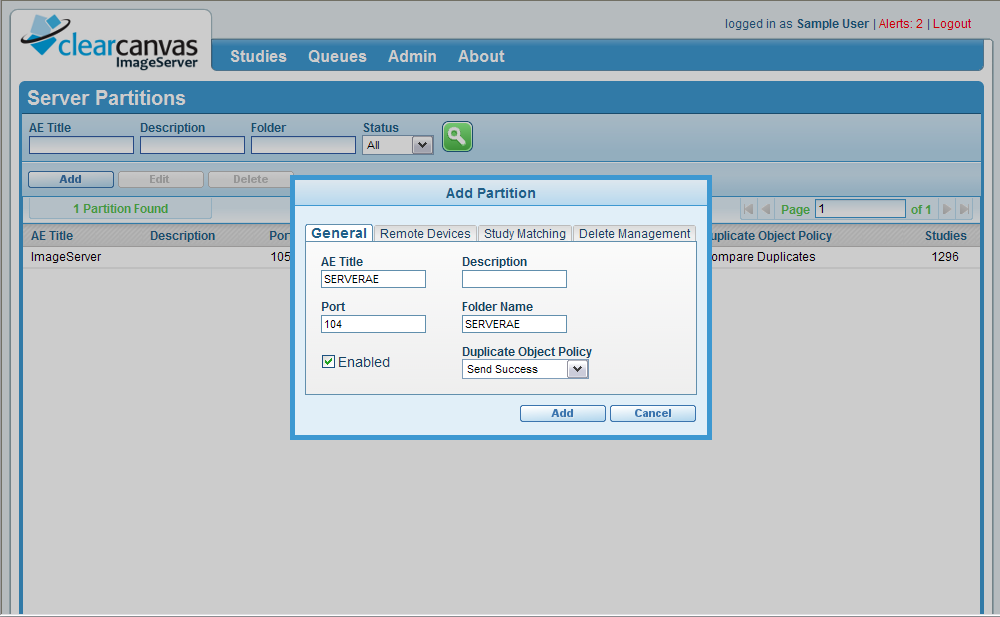 clearcanvas
ImageServer
logged in as Sample User | Alerts: 2 | Logout
Studies Queues Admin About
Server Partitions
AE Title Description Folder Status
All
Add Edit Delete
1 Partition Found
Page 1 of 1
AE Title Description Por uplicate Object Policy Studies
ImageServer 105 ompare Duplicates 1296
Add Partition
General Remote Devices Study Matching Delete Management
AE Title Description
SERVERAE
Port Folder Name
104 SERVERAE
Enabled
Duplicate Object Policy
Send Success
Add Cancel